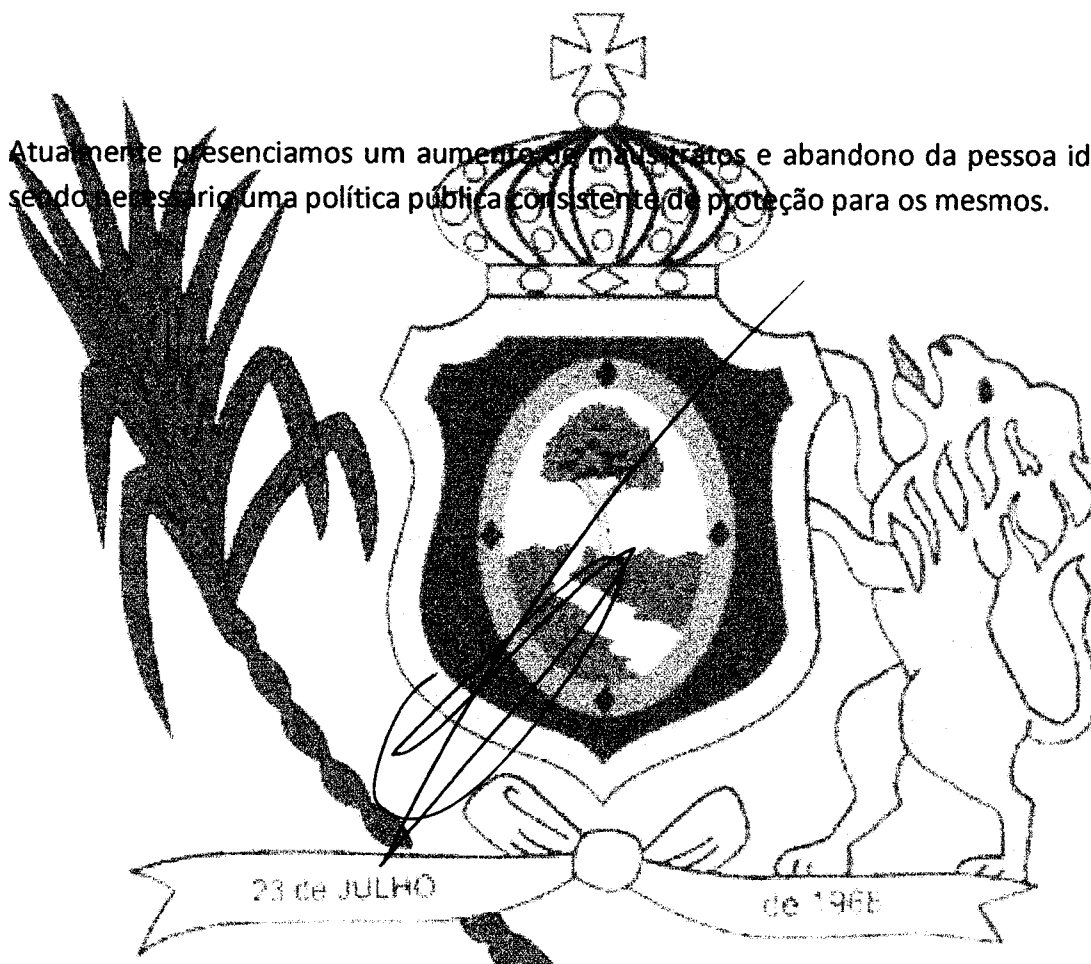 Atualmente presenciamos um aumento de maus tratos e abandono da pessoa id
sendo necessário uma política pública consistente de proteção para os mesmos.
23 de JULHO
de 1968